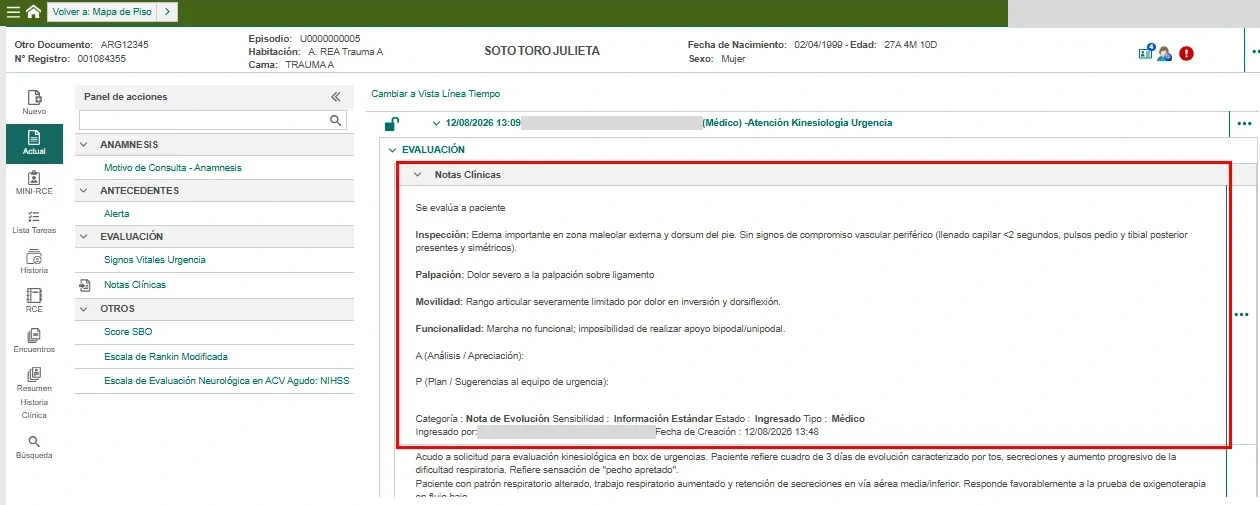 Volver a: Mapa de Piso
Otro Documento: ARG12345
Nº Registro: 001084355
Episodio: U0000000005
Habitación: A. REA Trauma A
Cama: TRAUMA A
SOTO TORO JULIETA
Fecha de Nacimiento: 02/04/1999 - Edad: 27A 4M 10D
Sexo: Mujer
4
Nuevo
Actual
MINI-RCE
Lista Tareas
Historia
RCE
Encuentros
Resumen
Historia
Clínica
Búsqueda
Panel de acciones
ANAMNESIS
Motivo de Consulta - Anamnesis
ANTECEDENTES
Alerta
EVALUACIÓN
Signos Vitales Urgencia
Notas Clínicas
OTROS
Score SBO
Escala de Rankin Modificada
Escala de Evaluación Neurológica en ACV Agudo: NIHSS
Cambiar a Vista Línea Tiempo
12/08/2026 13:09 (Médico) -Atención Kinesiología Urgencia
EVALUACIÓN
Notas Clínicas
Se evalúa a paciente
Inspección: Edema importante en zona maleolar externa y dorsum del pie. Sin signos de compromiso vascular periférico (llenado capilar <2 segundos, pulsos pedio y tibial posterior
presentes y simétricos).
Palpación: Dolor severo a la palpación sobre ligamento
Movilidad: Rango articular severamente limitado por dolor en inversión y dorsiflexión.
Funcionalidad: Marcha no funcional; imposibilidad de realizar apoyo bipodal/unipodal.
A (Análisis / Apreciación):
P (Plan / Sugerencias al equipo de urgencia):
Categoría : Nota de Evolución Sensibilidad : Información Estándar Estado : Ingresado Tipo : Médico
Ingresado por: Fecha de Creación : 12/08/2026 13:48
Acudo a solicitud para evaluación kinesiológica en box de urgencias. Paciente refiere cuadro de 3 días de evolución caracterizado por tos, secreciones y aumento progresivo de la
dificultad respiratoria. Refiere sensación de "pecho apretado".
Paciente con patrón respiratorio alterado, trabajo respiratorio aumentado y retención de secreciones en vía aérea media/inferior. Responde favorablemente a la prueba de oxigenoterapia
en flujo bajo